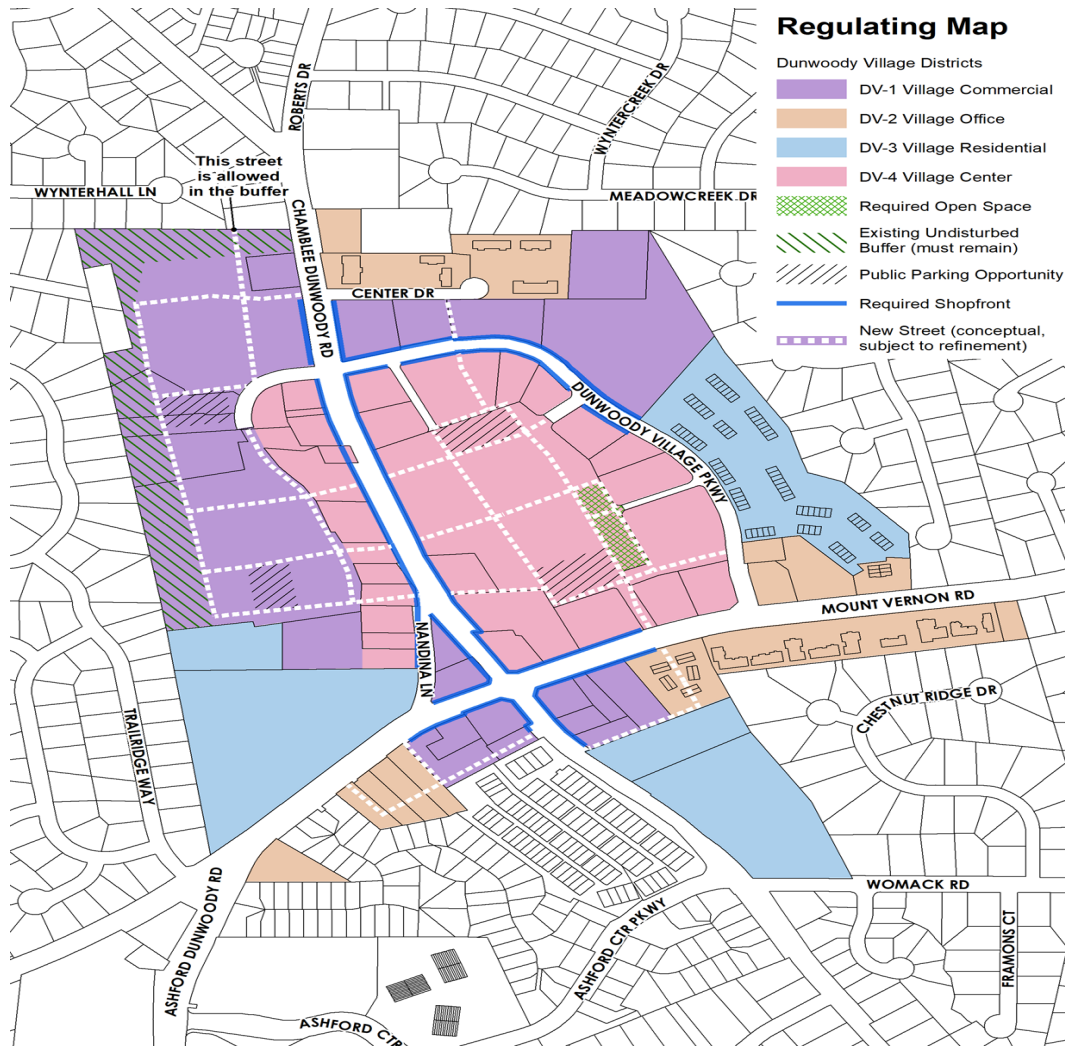 Regulating Map
Dunwoody Village Districts
DV-1 Village Commercial
DV-2 Village Office
DV-3 Village Residential
DV-4 Village Center
Required Open Space
Existing Undisturbed
Buffer (must remain)
Public Parking Opportunity
Required Shopfront
New Street (conceptual,
subject to refinement)
ROBERTS DR
WYNTERCREEK DR
This street
is allowed
in the buffer
WYNTERHALL LN
MEADOWCREEK DR
CHAMBLEE DUNWOODY RD
CENTER DR
DUNWOODY VILLAGE PKWY
MOUNT VERNON RD
NANDINA LN
CHESTNUT RIDGE DR
TRAILRIDGE WAY
WOMACK RD
ASHFORD DUNWOODY RD
ASHFORD CTR PKWY
FRAMONS CT
ASHFORD CTR